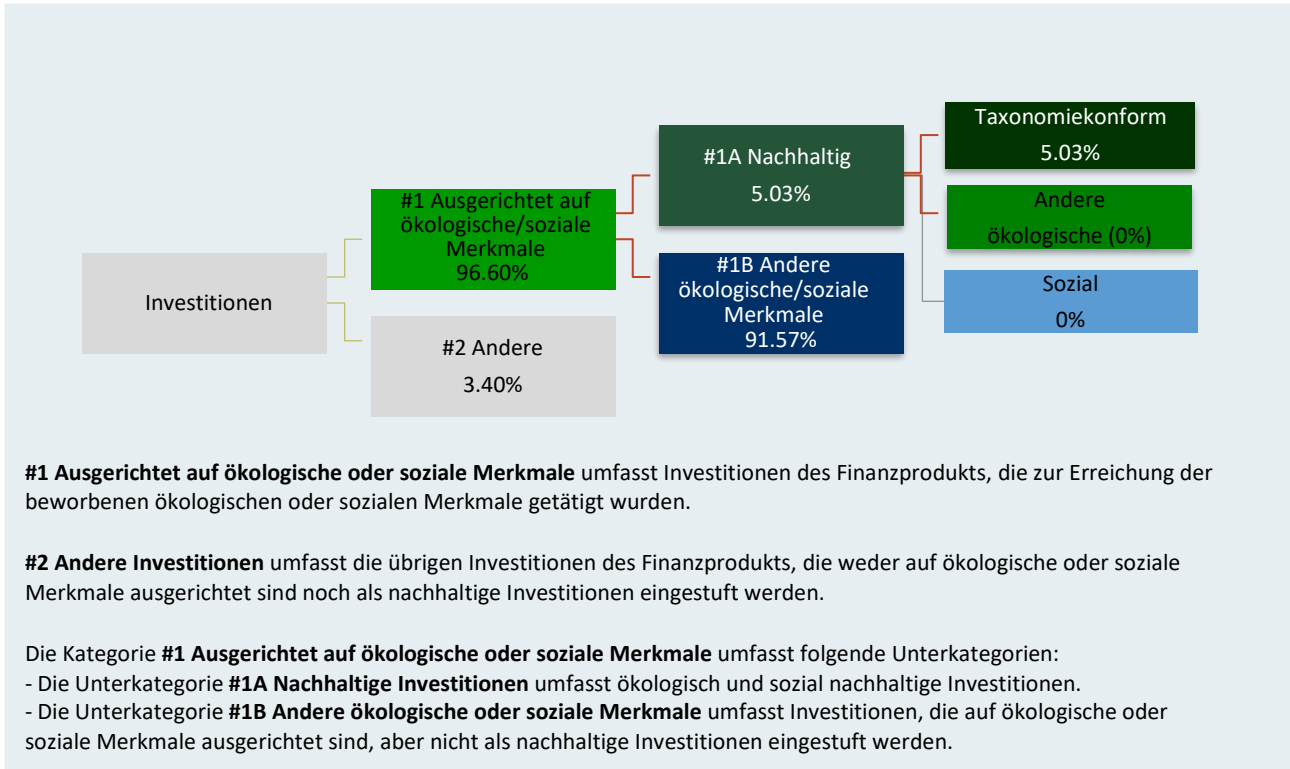 Investitionen
#1 Ausgerichtet auf
ökologische/soziale
Merkmale
96.60%
#2 Andere
3.40%
#1A Nachhaltig
5.03%
#1B Andere
ökologische/soziale
Merkmale
91.57%
Taxonomiekonform
5.03%
Andere
ökologische (0%)
Sozial
0%
#1 Ausgerichtet auf ökologische oder soziale Merkmale umfasst Investitionen des Finanzprodukts, die zur Erreichung der
beworbenen ökologischen oder sozialen Merkmale getätigt wurden.
#2 Andere Investitionen umfasst die übrigen Investitionen des Finanzprodukts, die weder auf ökologische oder soziale
Merkmale ausgerichtet sind noch als nachhaltige Investitionen eingestuft werden.
Die Kategorie #1 Ausgerichtet auf ökologische oder soziale Merkmale umfasst folgende Unterkategorien:
- Die Unterkategorie #1A Nachhaltige Investitionen umfasst ökologisch und sozial nachhaltige Investitionen.
- Die Unterkategorie #1B Andere ökologische oder soziale Merkmale umfasst Investitionen, die auf ökologische oder
soziale Merkmale ausgerichtet sind, aber nicht als nachhaltige Investitionen eingestuft werden.